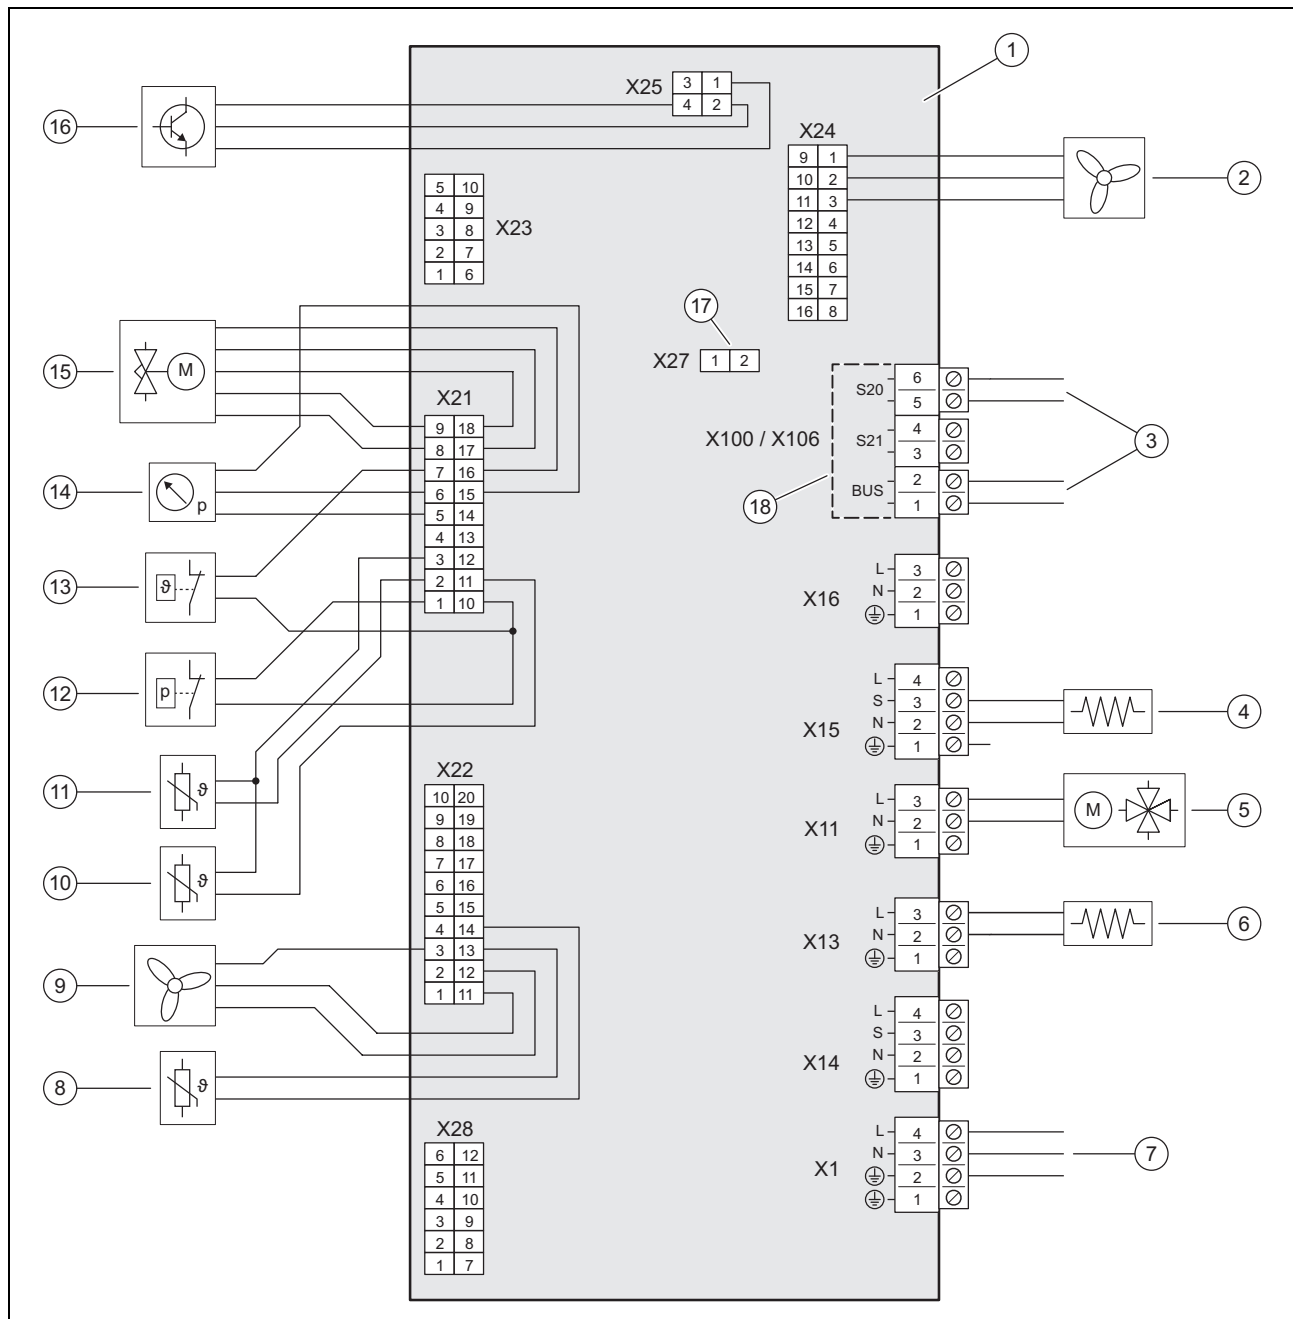 1
X25
3 1
4 2
16
X24
9 1
10 2
11 3
12 4
13 5
14 6
15 7
16 8
2
5 10
4 9
3 8
2 7
1 6
X23
17
X27 1 2
15
M
X21
9 18
8 17
7 16
6 15
5 14
4 13
3 12
2 11
1 10
X100 / X106
S20
6
5
S21
4
3
BUS
2
1
3
18
14
p
13
ϑ
12
p
X16
L 3
N 2
1
X15
L 4
S 3
N 2
1
4
11
ϑ
10
ϑ
X22
10 20
9 19
8 18
7 17
6 16
5 15
4 14
3 13
2 12
1 11
X11
L 3
N 2
1
M
5
X13
L 3
N 2
1
6
9
8
ϑ
X14
L 4
S 3
N 2
1
X28
6 12
5 11
4 10
3 9
2 8
1 7
X1
L 4
N 3
2
1
7